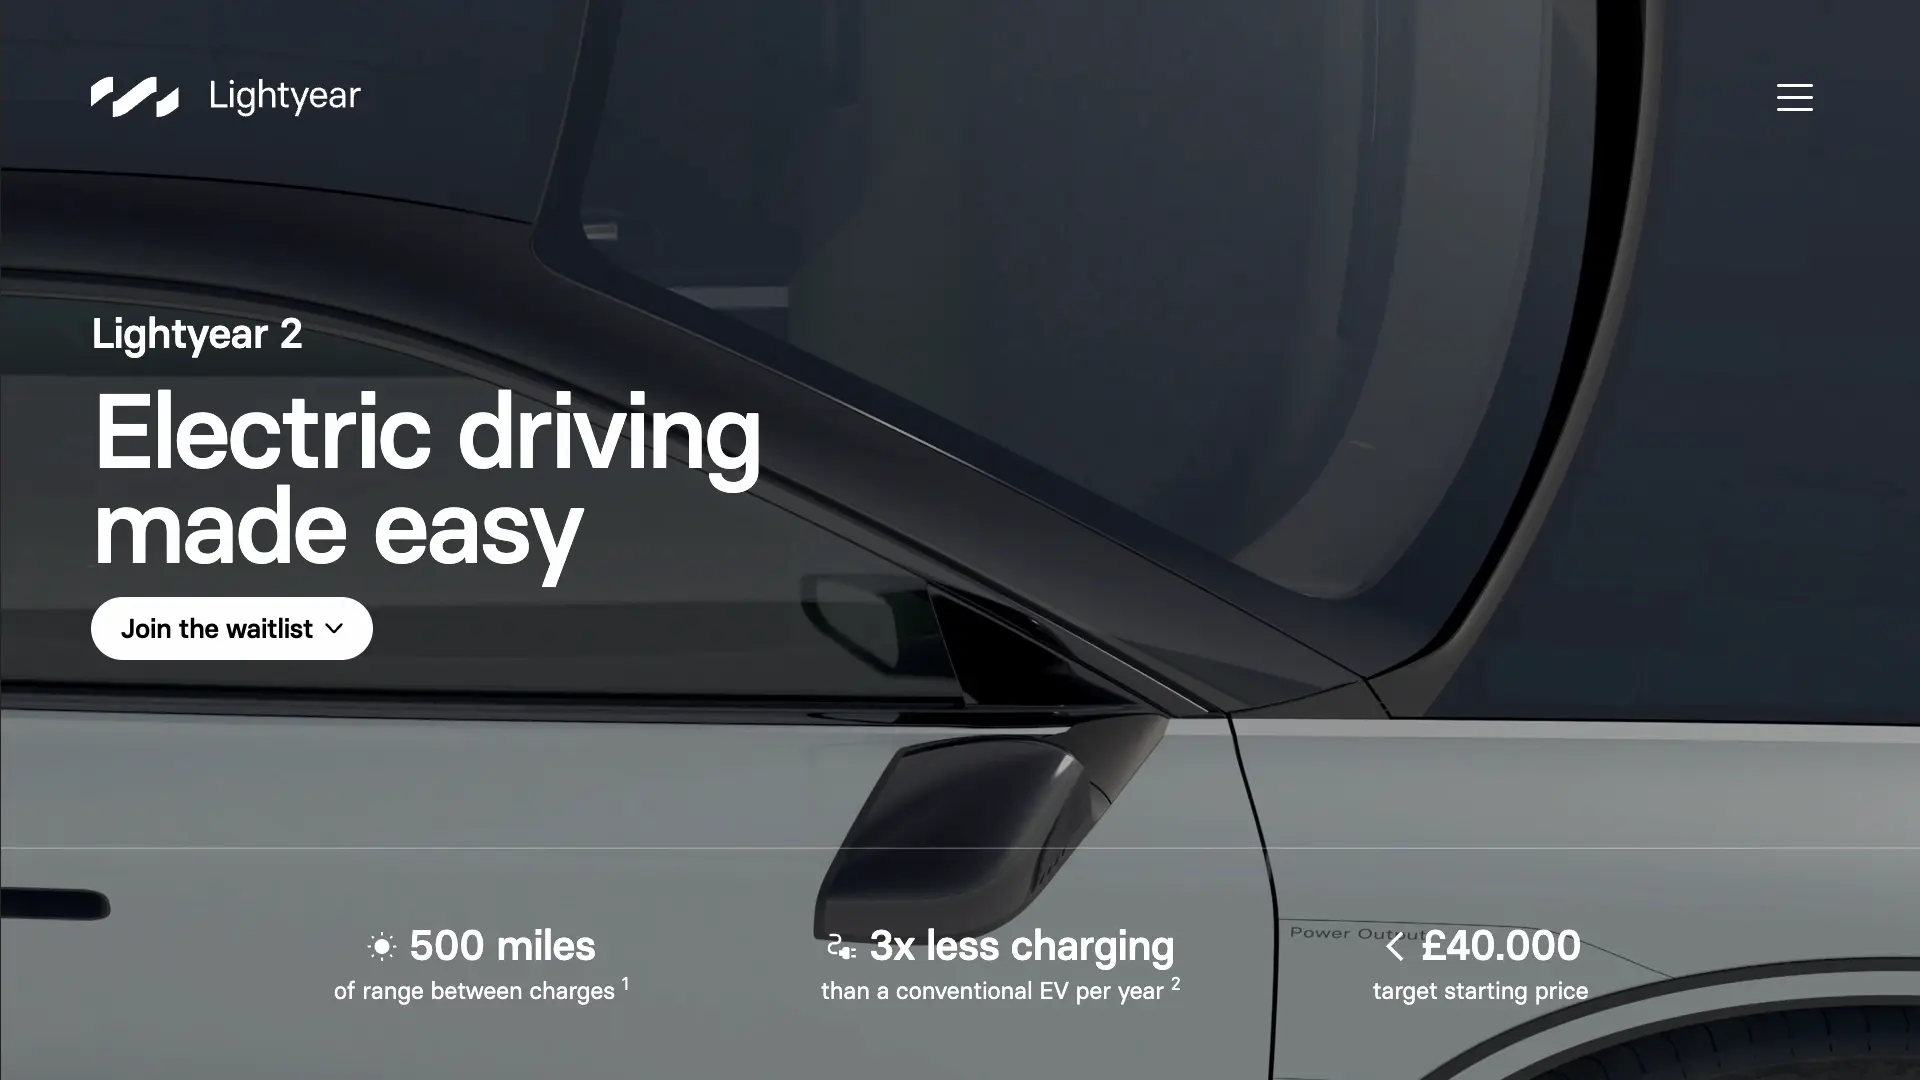 Lightyear
Lightyear 2
Electric driving
made easy
Join the waitlist
500 miles
of range between charges 1
3x less charging
than a conventional EV per year 2
Power Output
< £40.000
target starting price